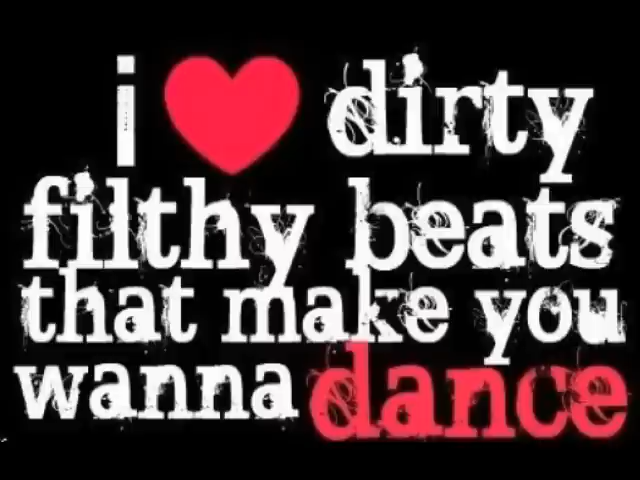 i ❤ dirty
filthy beats
that make you
wanna dance